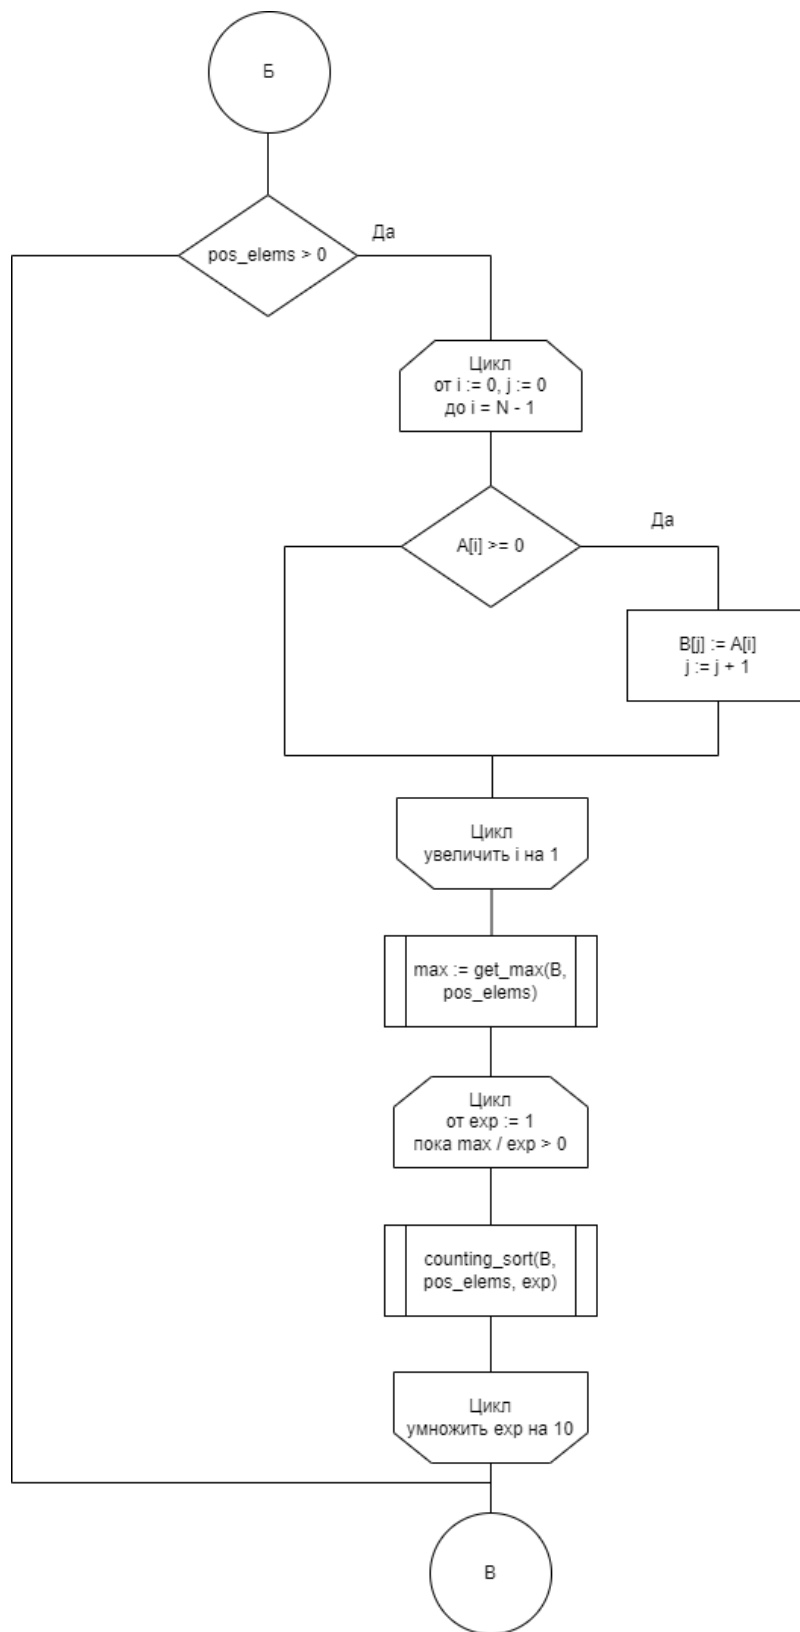 Б
pos_elems > 0
Да
Цикл
от i := 0, j := 0
до i = N - 1
A[i] >= 0
Да
B[j] := A[i]
j := j + 1
Цикл
увеличить i на 1
max := get_max(B,
pos_elems)
Цикл
от exp := 1
пока max / exp > 0
counting_sort(B,
pos_elems, exp)
Цикл
умножить exp на 10
В